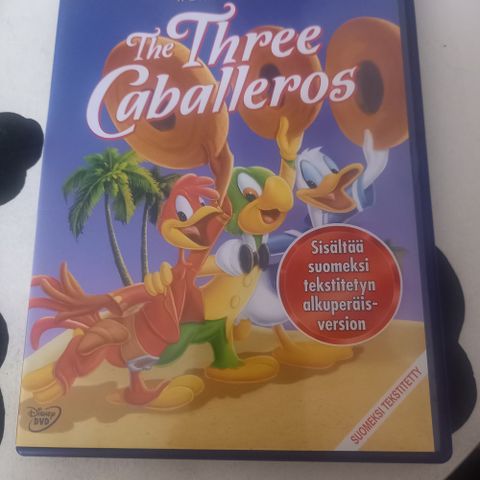 The Three
Caballeros
Sisältää
suomeksi
tekstitetyn
alkuperäis-
version
Disney
DVD
SUOMEKSI TEKSTITETTY